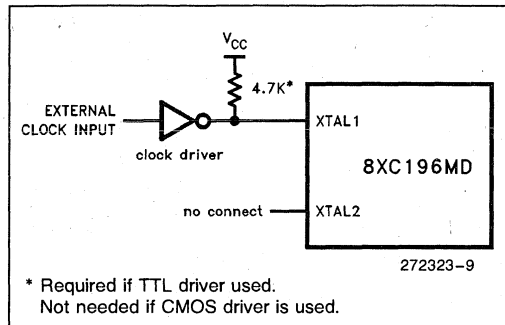 VCC
4.7K*
EXTERNAL
CLOCK INPUT
clock driver
XTAL1
8XC196MD
no connect
XTAL2
272323-9
* Required if TTL driver used.
Not needed if CMOS driver is used.